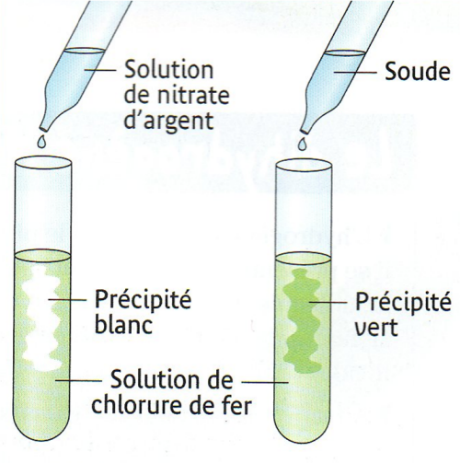 Solution
de nitrate
d'argent
Soude
Précipité
blanc
Précipité
vert
Solution de
chlorure de fer